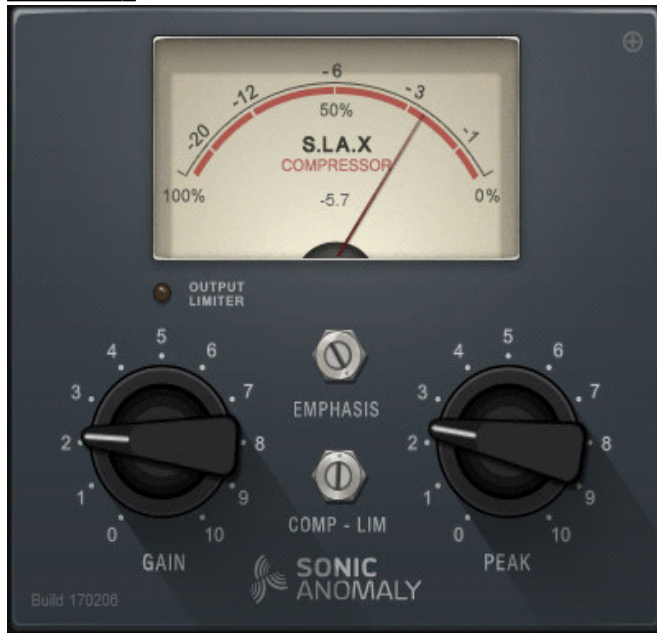 -20 -12 -6 -3 -1
50%
S.LA.X
COMPRESSOR
100% -5.7 0%
OUTPUT
LIMITER
0 1 2 3 4 5 6 7 8 9 10
GAIN
EMPHASIS
COMP - LIM
0 1 2 3 4 5 6 7 8 9 10
PEAK
SONIC
ANOMALY
Build 170206